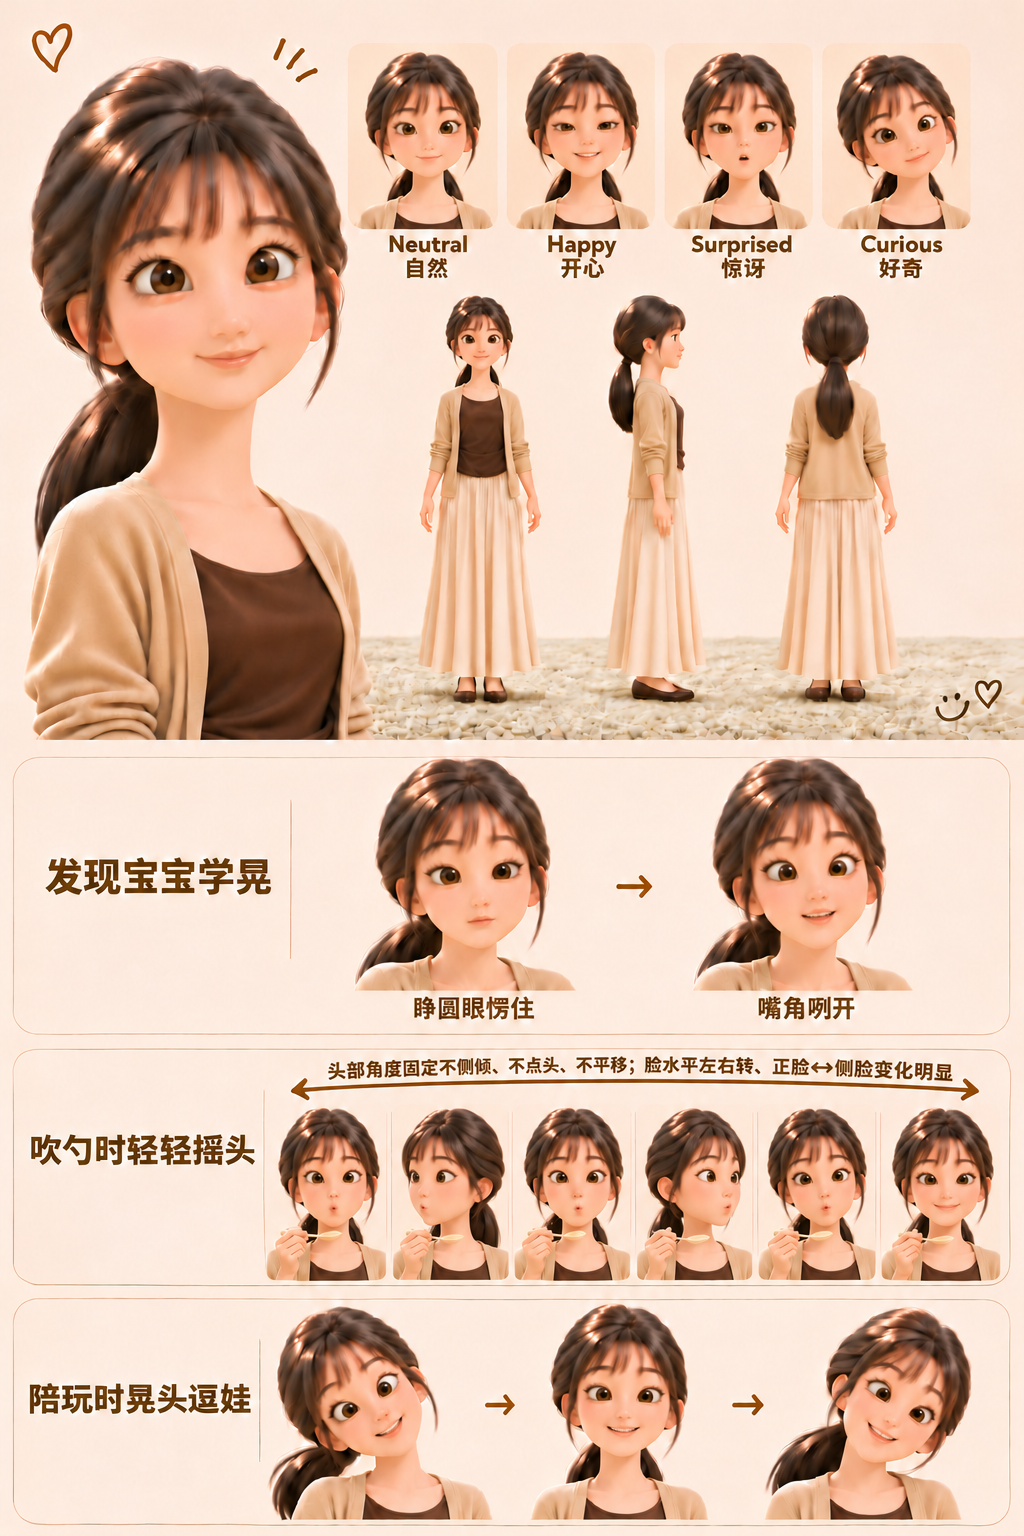 Neutral
自然
Happy
开心
Surprised
惊讶
Curious
好奇
发现宝宝学晃
睁圆眼愣住
→
嘴角咧开
头部角度固定不侧倾、不点头、不平移；脸水平左右转、正脸↔侧脸变化明显
吹勺时轻轻摇头
陪玩时晃头逗娃
→
→